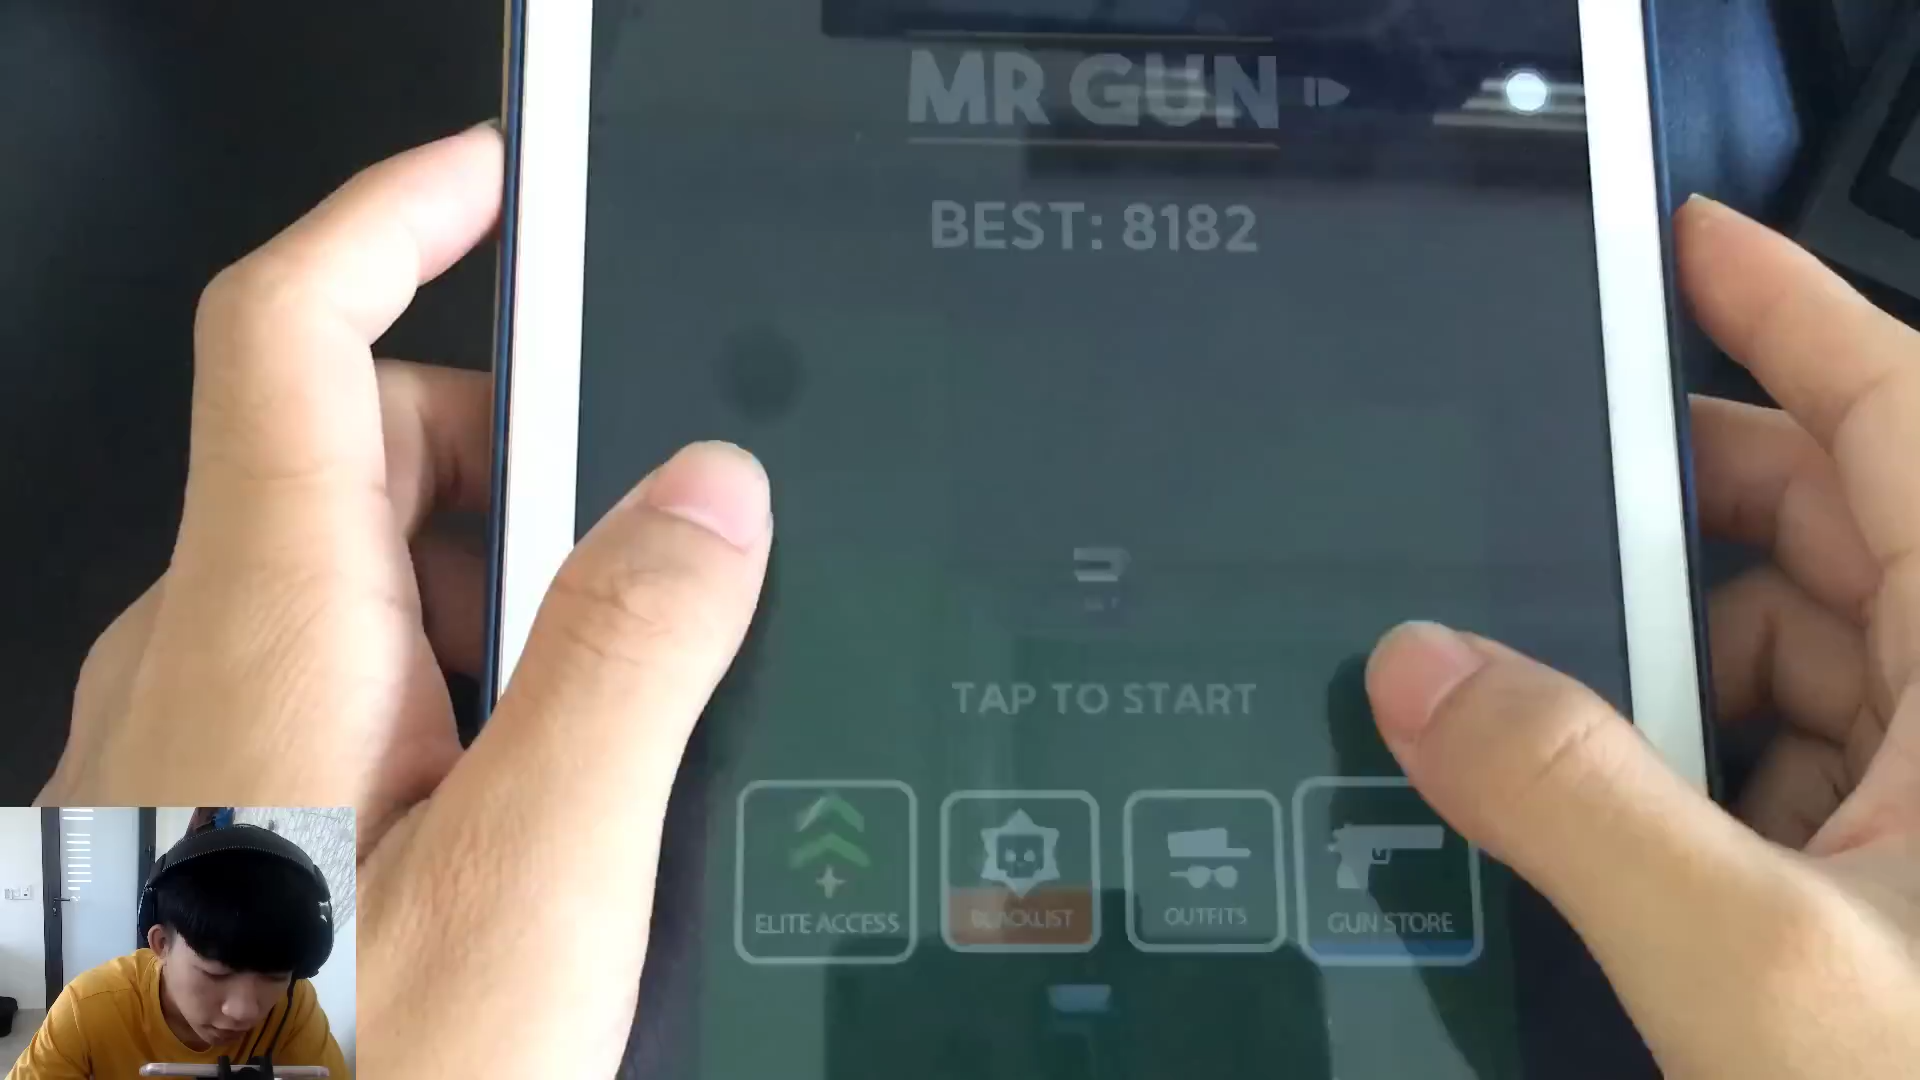 MR GUN
BEST: 8182
TAP TO START
ELITE ACCESS
BLACKLIST
OUTFITS
GUN STORE